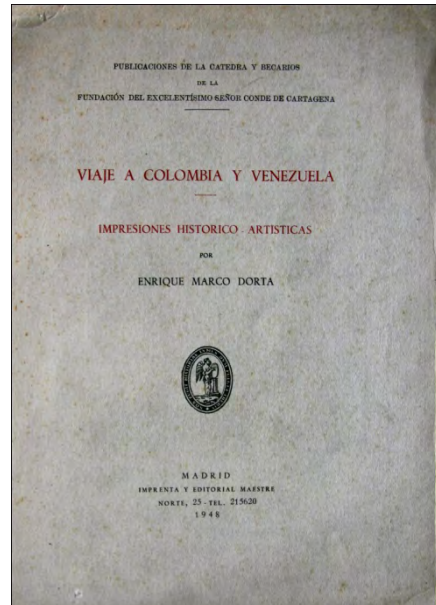 PUBLICACIONES DE LA CATEDRA Y BECARIOS
DE LA
FUNDACIÓN DEL EXCELENTÍSIMO SEÑOR CONDE DE CARTAGENA
VIAJE A COLOMBIA Y VENEZUELA
IMPRESIONES HISTORICO - ARTISTICAS
POR
ENRIQUE MARCO DORTA
MADRID
IMPRENTA Y EDITORIAL MAESTRE
NORTE, 25 - TEL. 215620
1948